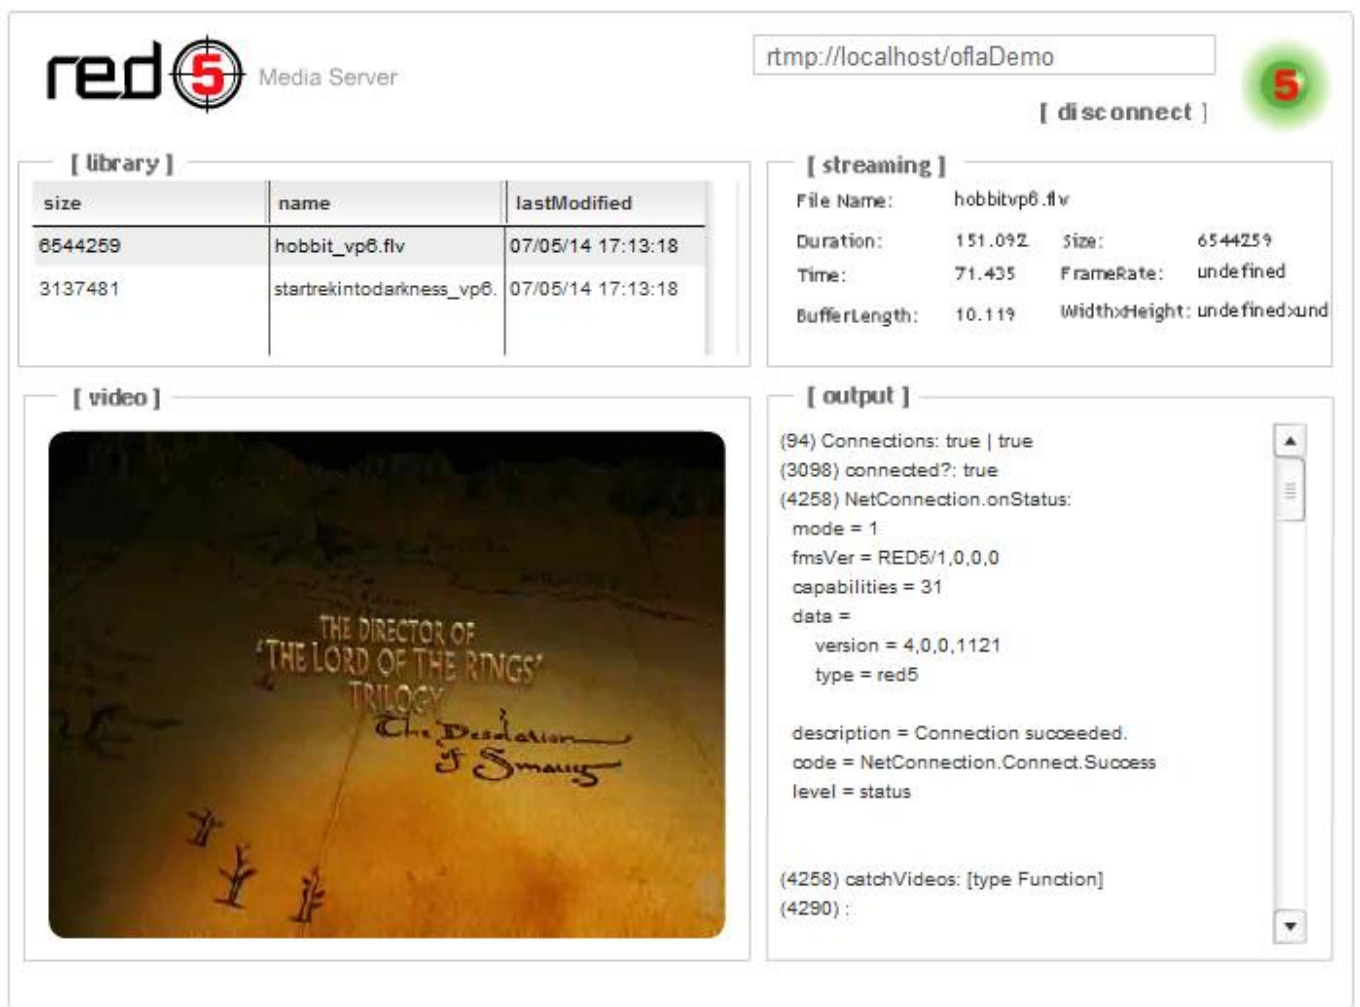 red5 Media Server
rtmp://localhost/oflaDemo
5
[ disconnect ]
[ library ]
size name lastModified
6544259 hobbit_vp6.flv 07/05/14 17:13:18
3137481 startrekintodarkness_vp6. 07/05/14 17:13:18
[ streaming ]
File Name: hobbitvp6.flv
Duration: 151.092 Size: 6544259
Time: 71.435 FrameRate: undefined
BufferLength: 10.119 WidthxHeight: undefinedxund
[ video ]
THE DIRECTOR OF
'THE LORD OF THE RINGS'
TRILOGY
The Desolation
of Smaug
[ output ]
(94) Connections: true | true
(3098) connected?: true
(4258) NetConnection.onStatus:
mode = 1
fmsVer = RED5/1,0,0,0
capabilities = 31
data =
version = 4,0,0,1121
type = red5
description = Connection succeeded.
code = NetConnection.Connect.Success
level = status
(4258) catchVideos: [type Function]
(4290) :